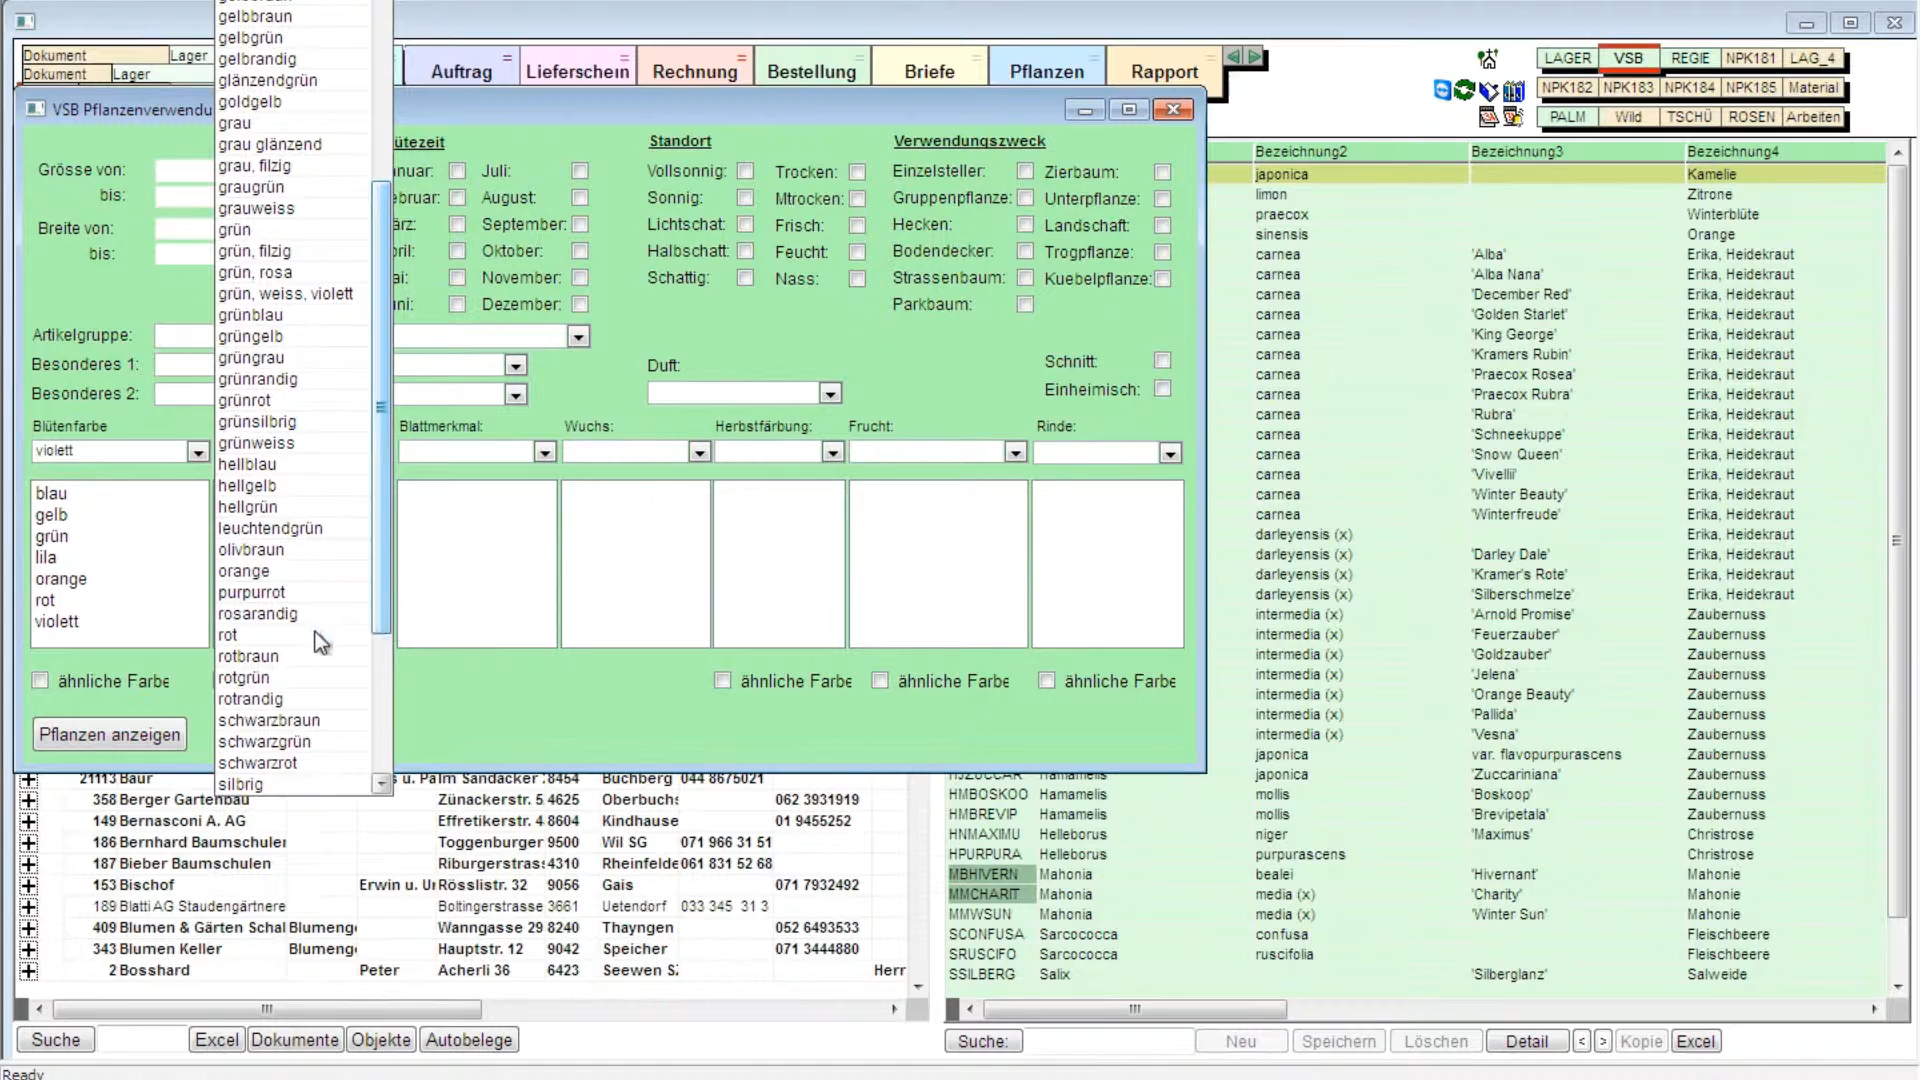 Dokument
Lager
Dokument
Lager
Auftrag
Lieferschein
Rechnung
Bestellung
Briefe
Pflanzen
Rapport
LAGER VSB REGIE NPK181 LAG_4
NPK182 NPK183 NPK184 NPK185 Material
PALM Wild TSCHÜ ROSEN Arbeiten
VSB Pflanzenverwendu
Grösse von:
bis:
Breite von:
bis:
Artikelgruppe:
Besonderes 1:
Besonderes 2:
Blütenfarbe
violett
blau
gelb
grün
lila
orange
rot
violett
ähnliche Farbe
Pflanzen anzeigen
gelbbraun
gelbgrün
gelbrandig
glänzendgrün
goldgelb
grau
grau glänzend
grau, filzig
graugrün
grauweiss
grün
grün, filzig
grün, rosa
grün, weiss, violett
grünblau
grüngelb
grüngrau
grünrandig
grünrot
grünsilbrig
grünweiss
hellblau
hellgelb
hellgrün
leuchtendgrün
olivbraun
orange
purpurrot
rosarandig
rot
rotbraun
rotgrün
rotrandig
schwarzbraun
schwarzgrün
schwarzrot
silbrig
ütezeit
anuar: Juli:
ebruar: August:
ärz: September:
pril: Oktober:
ai: November:
uni: Dezember:
Standort
Vollsonnig: Trocken:
Sonnig: Mtrocken:
Lichtschat: Frisch:
Halbschatt: Feucht:
Schattig: Nass:
Verwendungszweck
Einzelsteller: Zierbaum:
Gruppenpflanze: Unterpflanze:
Hecken: Landschaft:
Bodendecker: Trogpflanze:
Strassenbaum: Kuebelpflanze:
Parkbaum:
Duft:
Schnitt:
Einheimisch:
Blattmerkmal: Wuchs: Herbstfärbung: Frucht: Rinde:
ähnliche Farbe ähnliche Farbe ähnliche Farbe
21113 Baur s u. Palm Sandacker 8454 Buchberg 044 8675021
358 Berger Gartenbau Zünackerstr. 5 4625 Oberbuchs 062 3931919
149 Bernasconi A. AG Effretikerstr. 4 8604 Kindhause 01 9455252
186 Bernhard Baumschuler Toggenburger 9500 Wil SG 071 966 31 51
187 Bieber Baumschulen Riburgerstrass 4310 Rheinfelde 061 831 52 68
153 Bischof Erwin u. Ur Rösslistr. 32 9056 Gais 071 7932492
189 Blatti AG Staudengärtnere Boltingerstrasse 3661 Uetendorf 033 345 31 3
409 Blumen & Gärten Schal Blumenge Wanngasse 29 8240 Thayngen 052 6493533
343 Blumen Keller Blumenge Hauptstr. 12 9042 Speicher 071 3444880
2 Bosshard Peter Acherli 36 6423 Seewen S. Herr
Suche Excel Dokumente Objekte Autobelege
Ready
Bezeichnung2 Bezeichnung3 Bezeichnung4
japonica Kamelie
limon Zitrone
praecox Winterblüte
sinensis Orange
carnea 'Alba' Erika, Heidekraut
carnea 'Alba Nana' Erika, Heidekraut
carnea 'December Red' Erika, Heidekraut
carnea 'Golden Starlet' Erika, Heidekraut
carnea 'King George' Erika, Heidekraut
carnea 'Kramers Rubin' Erika, Heidekraut
carnea 'Praecox Rosea' Erika, Heidekraut
carnea 'Praecox Rubra' Erika, Heidekraut
carnea 'Rubra' Erika, Heidekraut
carnea 'Schneekuppe' Erika, Heidekraut
carnea 'Snow Queen' Erika, Heidekraut
carnea 'Vivellii' Erika, Heidekraut
carnea 'Winter Beauty' Erika, Heidekraut
carnea 'Winterfreude' Erika, Heidekraut
darleyensis (x) Erika, Heidekraut
darleyensis (x) 'Darley Dale' Erika, Heidekraut
darleyensis (x) 'Kramer's Rote' Erika, Heidekraut
darleyensis (x) 'Silberschmelze' Erika, Heidekraut
intermedia (x) 'Arnold Promise' Zaubernuss
intermedia (x) 'Feuerzauber' Zaubernuss
intermedia (x) 'Goldzauber' Zaubernuss
intermedia (x) 'Jelena' Zaubernuss
intermedia (x) 'Orange Beauty' Zaubernuss
intermedia (x) 'Pallida' Zaubernuss
intermedia (x) 'Vesna' Zaubernuss
japonica var. flavopurpurascens Zaubernuss
HJZUCCAR Hamamelis japonica 'Zuccariniana' Zaubernuss
HMBOSKOO Hamamelis mollis 'Boskoop' Zaubernuss
HMBREVIP Hamamelis mollis 'Brevipetala' Zaubernuss
HNMAXIMU Helleborus niger 'Maximus' Christrose
HPURPURA Helleborus purpurascens Christrose
MBHIVERN Mahonia bealei 'Hivernant' Mahonie
MMCHARIT Mahonia media (x) 'Charity' Mahonie
MMWSUN Mahonia media (x) 'Winter Sun' Mahonie
SCONFUSA Sarcococca confusa Fleischbeere
SRUSCIFO Sarcococca ruscifolia Fleischbeere
SSILBERG Salix 'Silberglanz' Salweide
Suche: Neu Speichern Löschen Detail < > Kopie Excel